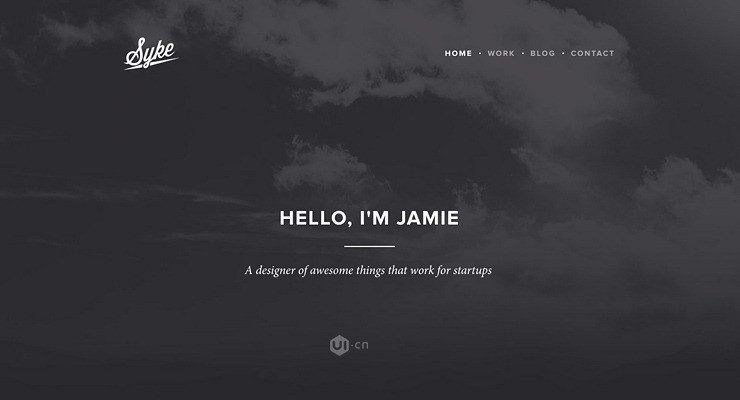 Syke
HOME • WORK • BLOG • CONTACT
HELLO, I'M JAMIE
A designer of awesome things that work for startups
UI·cn